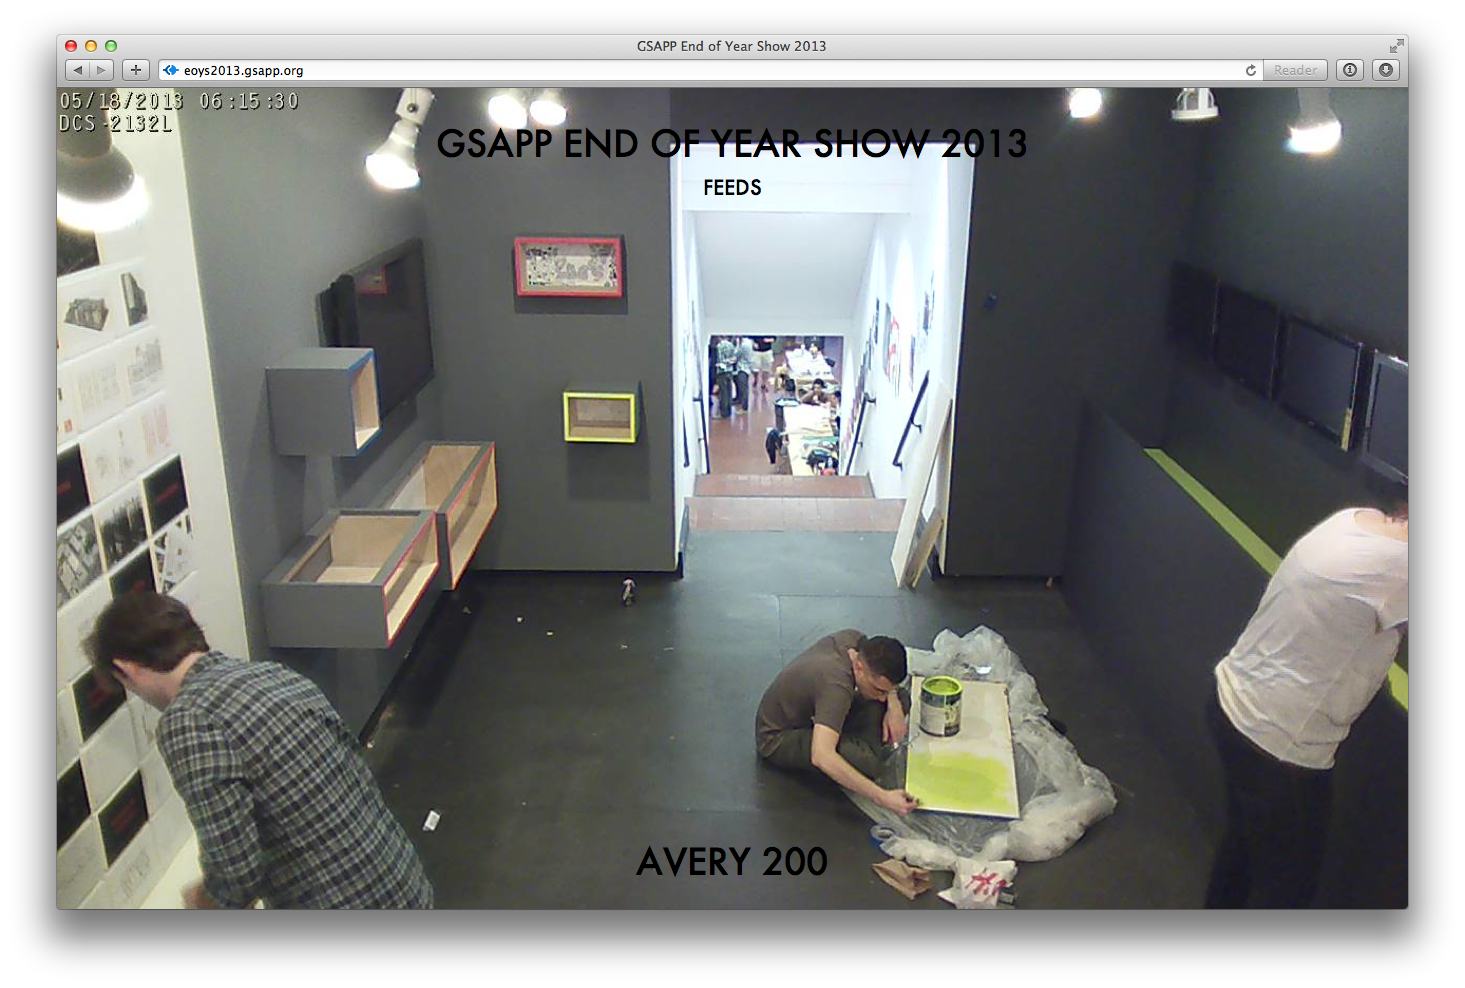 GSAPP End of Year Show 2013
eoys2013.gsapp.org
Reader
05/18/2013 06:15:30
DCS-2132L
GSAPP END OF YEAR SHOW 2013
FEEDS
AVERY 200